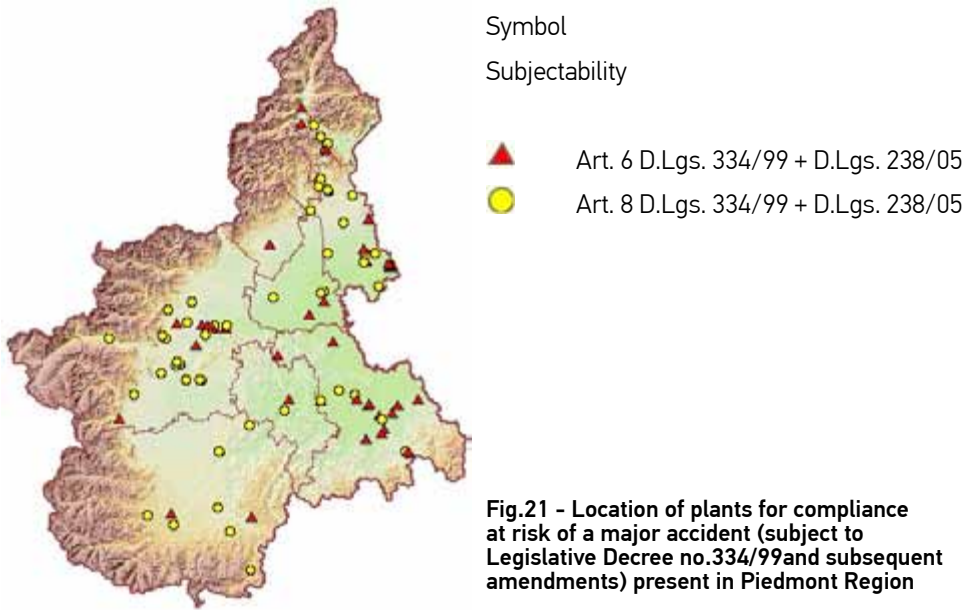 Symbol
Subjectability
Art. 6 D.Lgs. 334/99 + D.Lgs. 238/05
Art. 8 D.Lgs. 334/99 + D.Lgs. 238/05
Fig.21 - Location of plants for compliance
at risk of a major accident (subject to
Legislative Decree no.334/99and subsequent
amendments) present in Piedmont Region